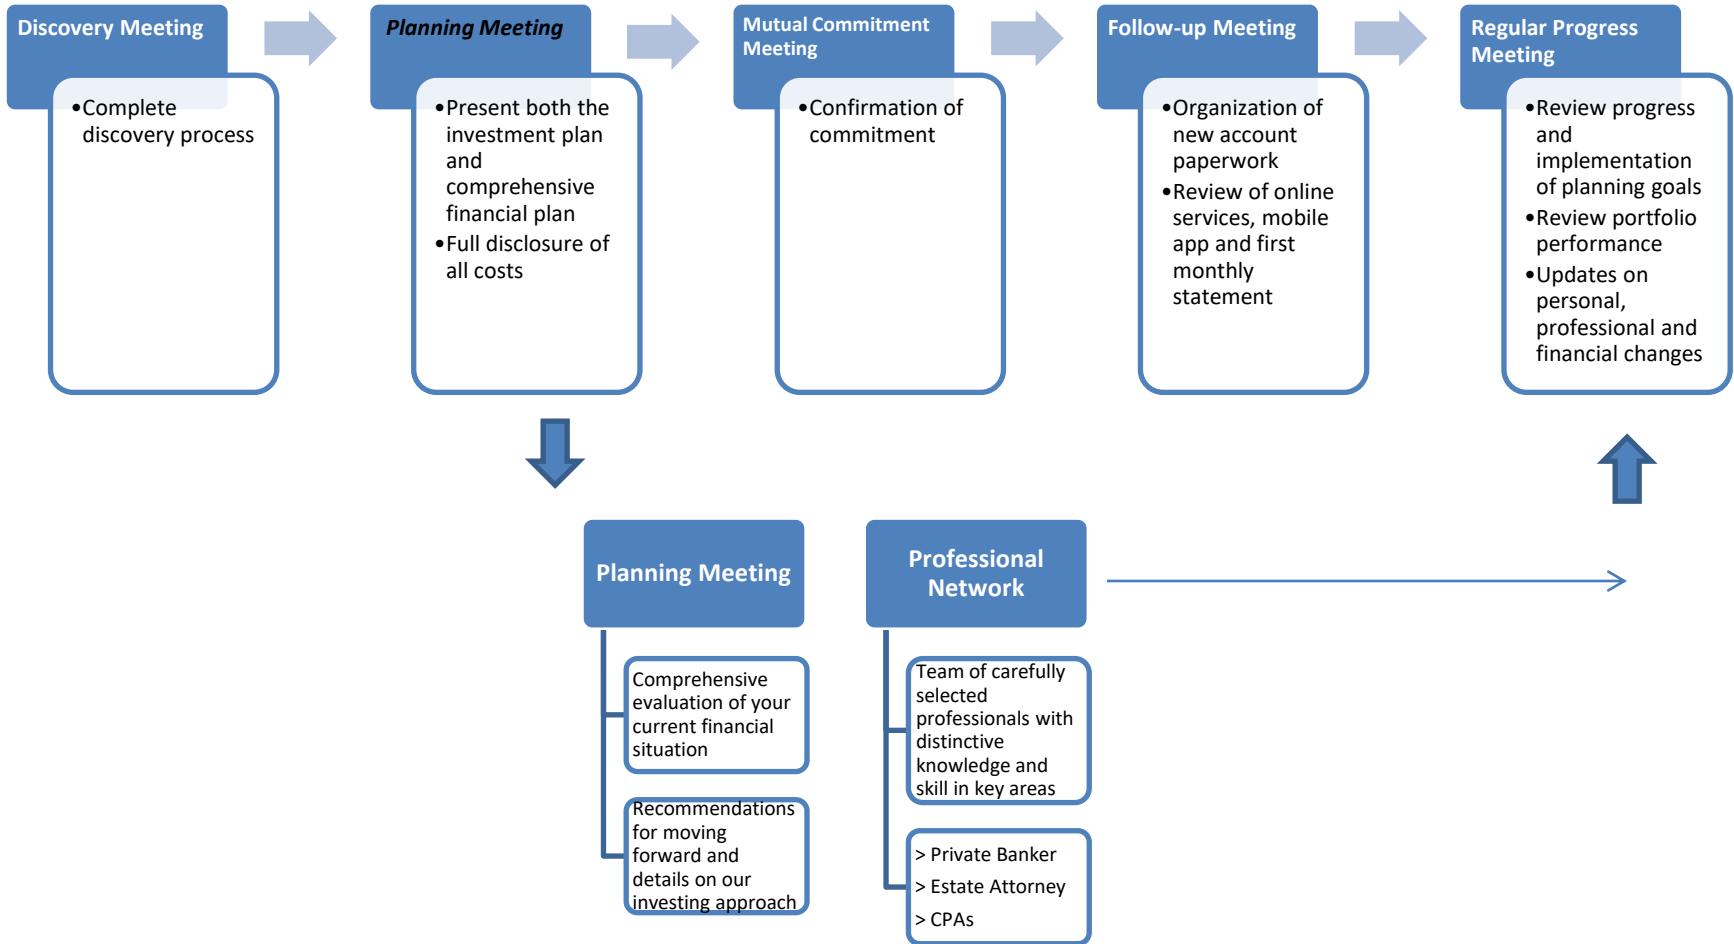 Discovery Meeting
•Complete
discovery process
Planning Meeting
•Present both the
investment plan
and
comprehensive
financial plan
•Full disclosure of
all costs
Mutual Commitment
Meeting
•Confirmation of
commitment
Follow-up Meeting
•Organization of
new account
paperwork
•Review of online
services, mobile
app and first
monthly
statement
Regular Progress
Meeting
•Review progress
and
implementation
of planning goals
•Review portfolio
performance
•Updates on
personal,
professional and
financial changes
Planning Meeting
Comprehensive
evaluation of your
current financial
situation
Recommendations
for moving
forward and
details on our
investing approach
Professional
Network
Team of carefully
selected
professionals with
distinctive
knowledge and
skill in key areas
> Private Banker
> Estate Attorney
> CPAs